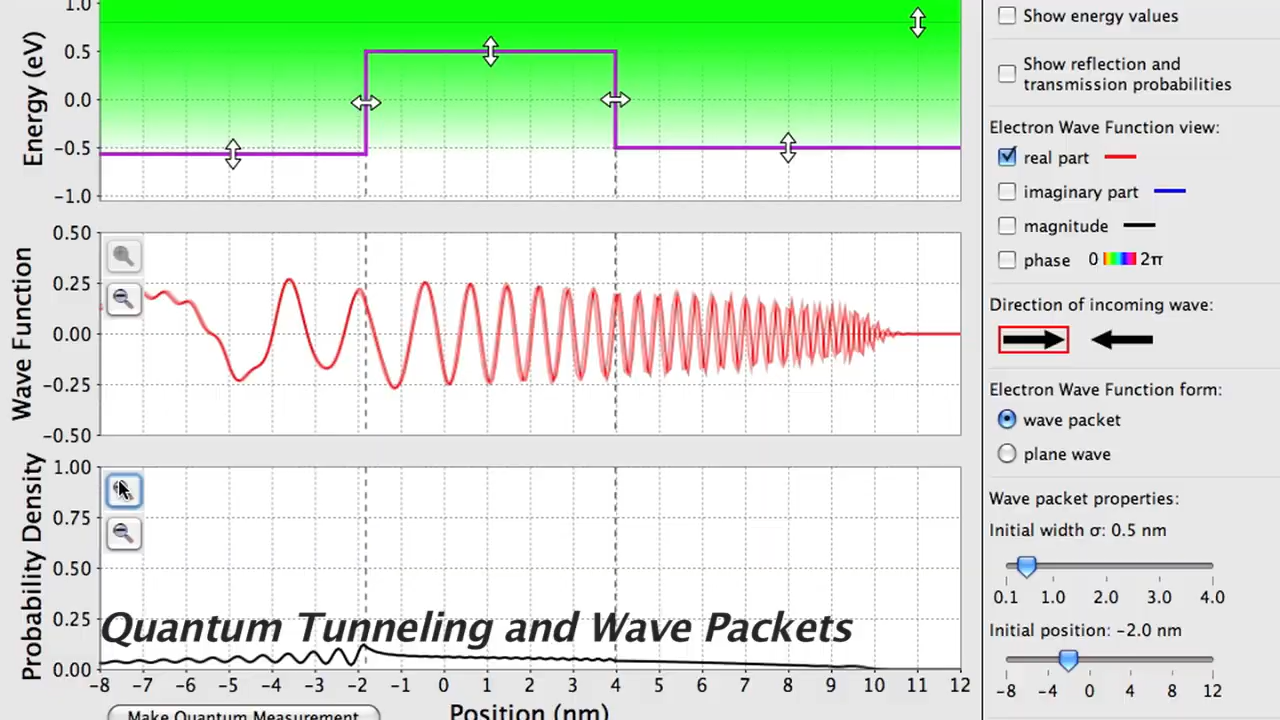 1.0
0.5
0.0
−0.5
−1.0
Energy (eV)
Show energy values
Show reflection and
transmission probabilities
Electron Wave Function view:
real part
imaginary part
magnitude
phase 0 2π
0.50
0.25
0.00
−0.25
−0.50
Wave Function
Direction of incoming wave:
Electron Wave Function form:
wave packet
plane wave
1.00
0.75
0.50
0.25
0.00
Probability Density
Quantum Tunneling and Wave Packets
-8 -7 -6 -5 -4 -3 -2 -1 0 1 2 3 4 5 6 7 8 9 10 11 12
Make Quantum Measurement
Position (nm)
Wave packet properties:
Initial width σ: 0.5 nm
0.1 1.0 2.0 3.0 4.0
Initial position: −2.0 nm
−8 −4 0 4 8 12